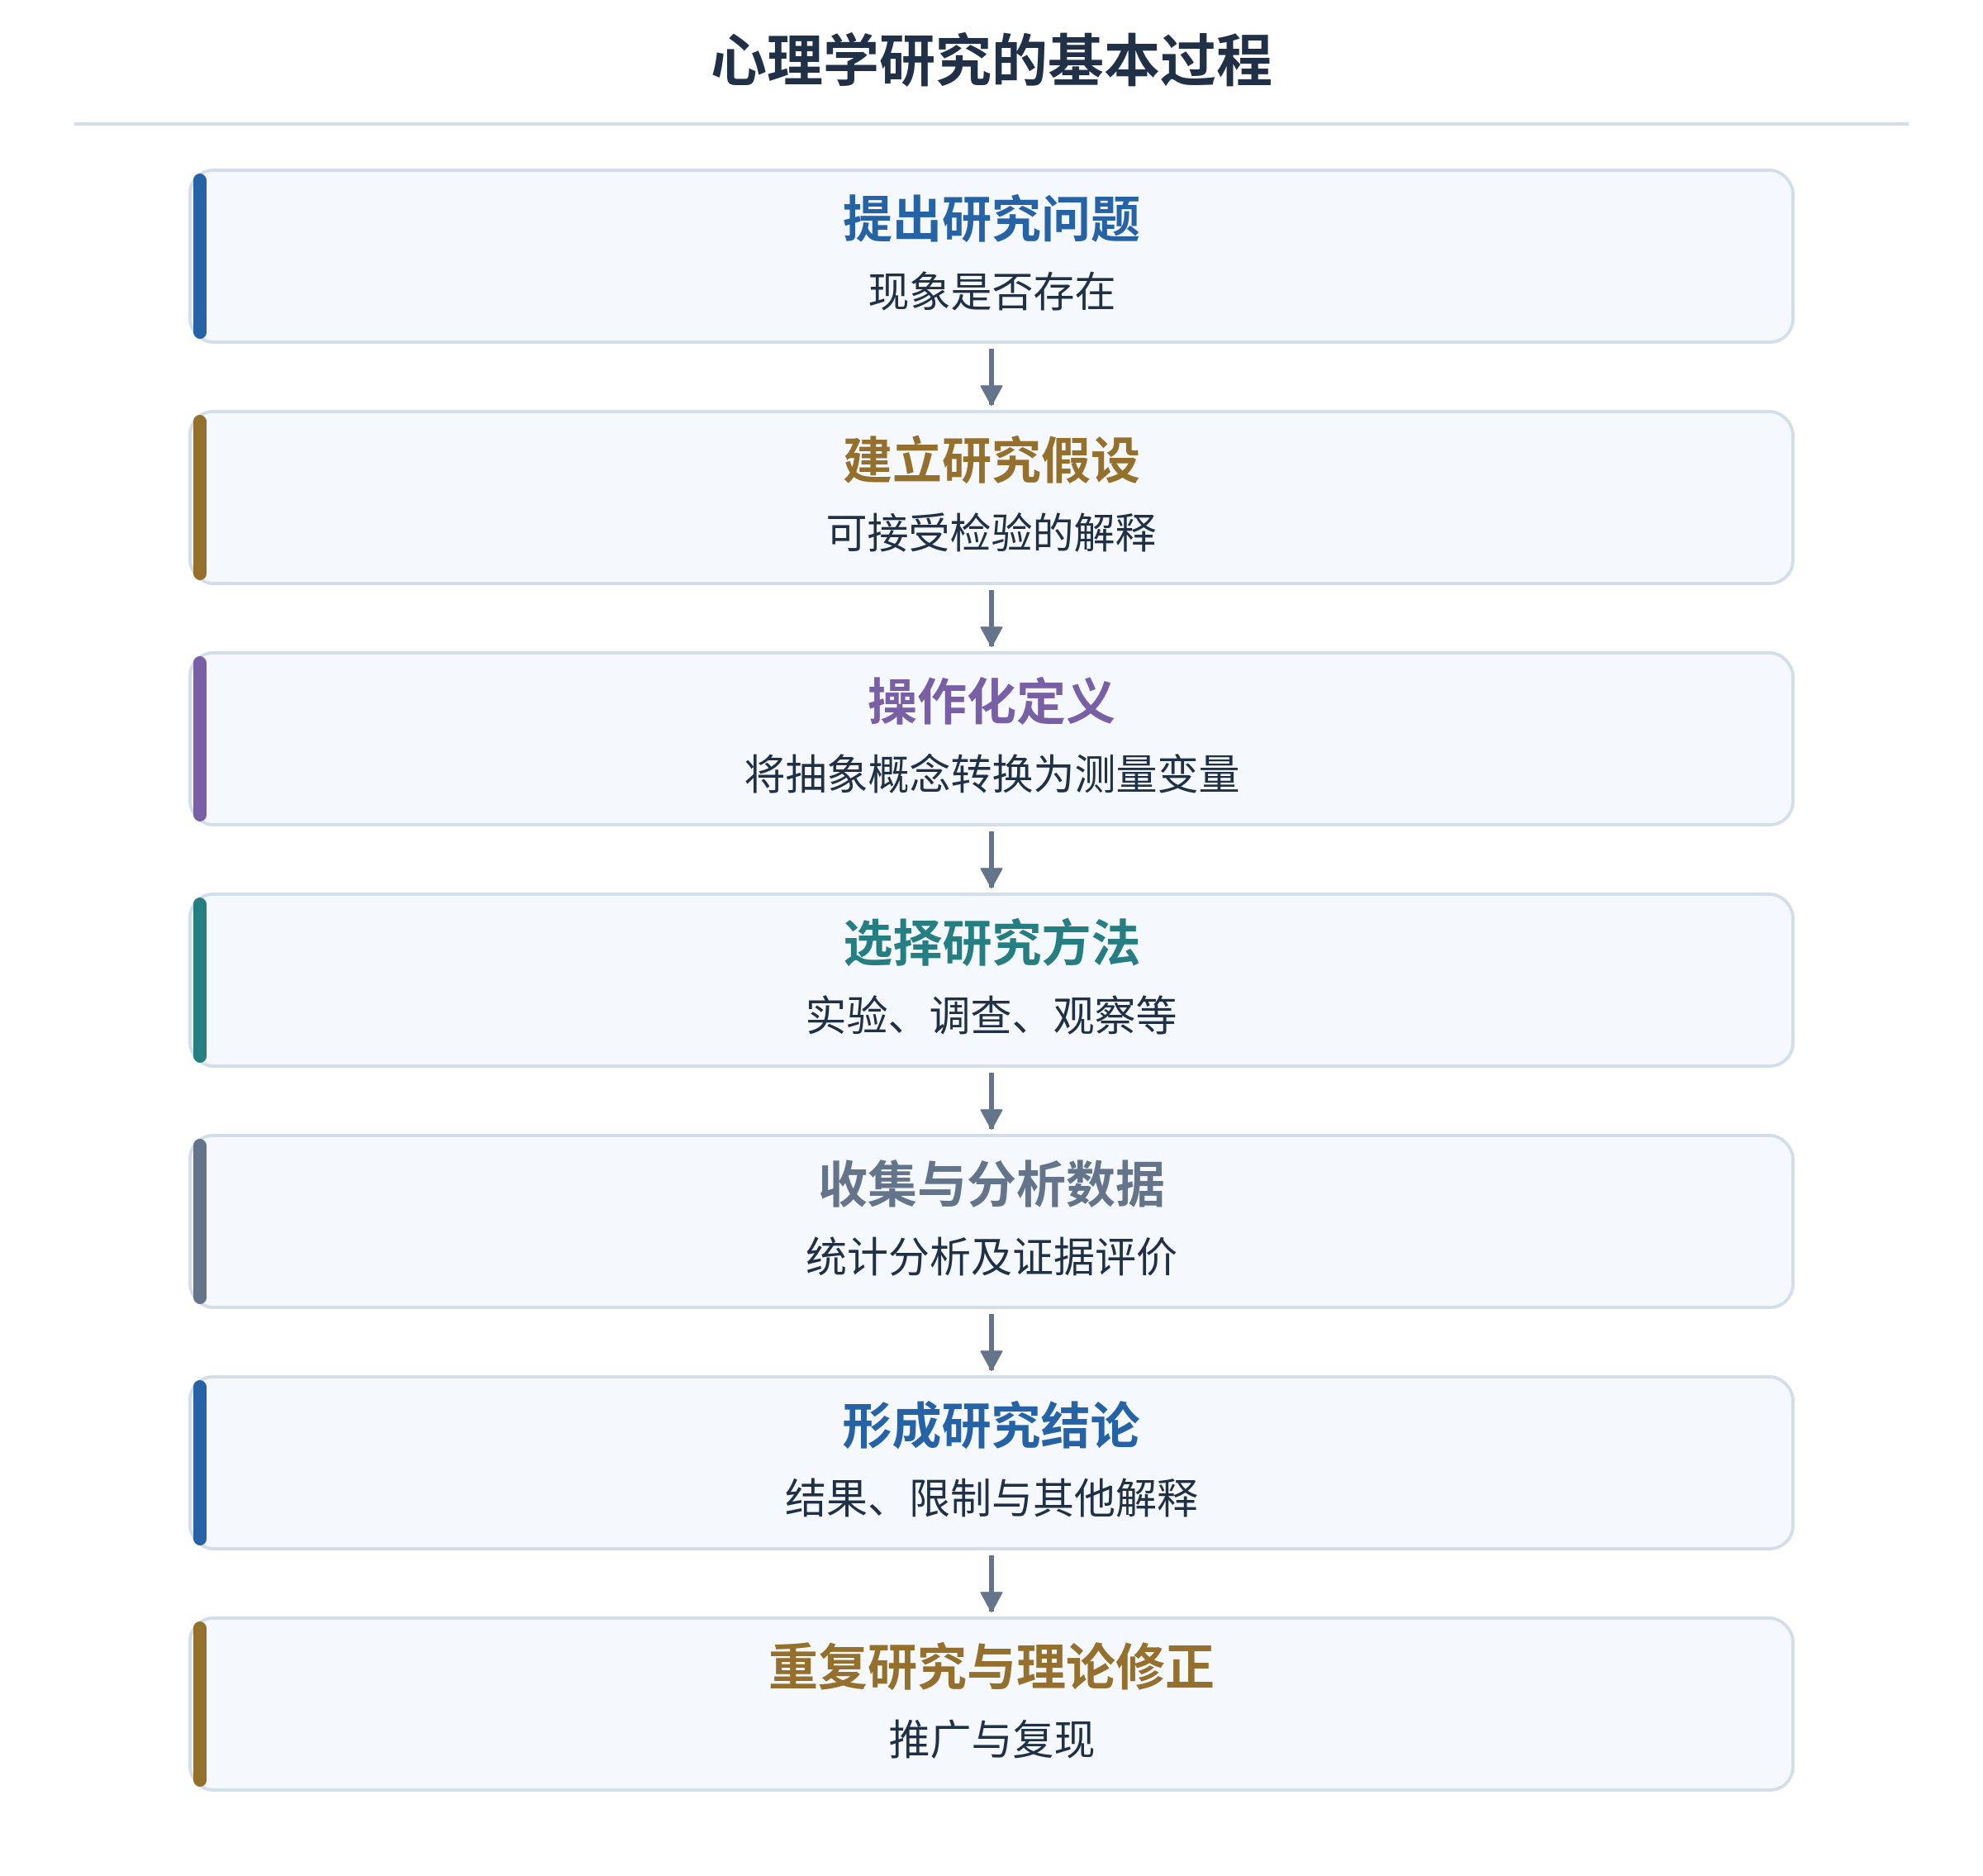 心理学研究的基本过程
提出研究问题
现象是否存在
建立研究假设
可接受检验的解释
操作化定义
将抽象概念转换为测量变量
选择研究方法
实验、调查、观察等
收集与分析数据
统计分析及证据评价
形成研究结论
结果、限制与其他解释
重复研究与理论修正
推广与复现